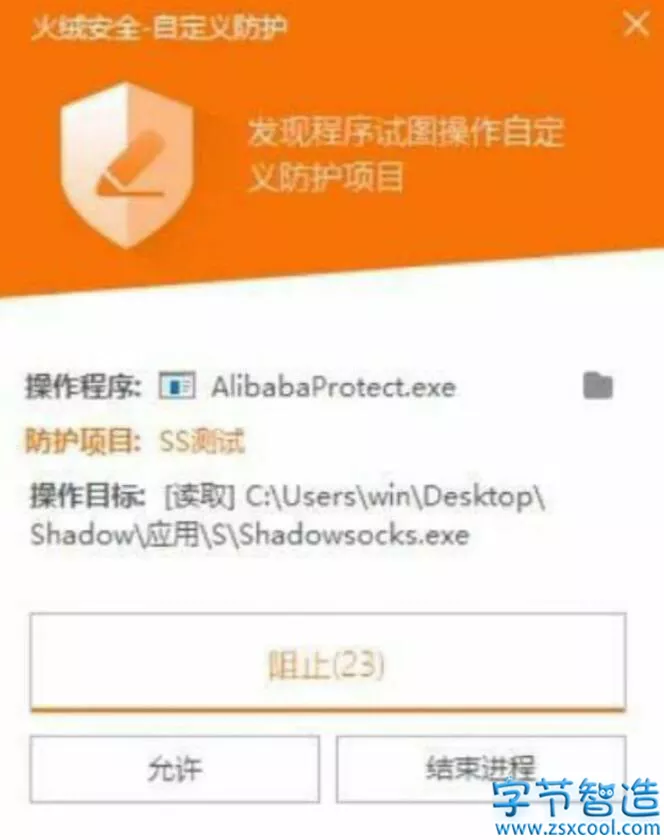 火绒安全-自定义防护
发现程序试图操作自定
义防护项目
操作程序: AlibabaProtect.exe
防护项目: SS测试
操作目标: [读取] C:\Users\win\Desktop\
Shadow\应用\S\Shadowsocks.exe
阻止(23)
允许 结束进程
字节智造
www.zsxcool.com